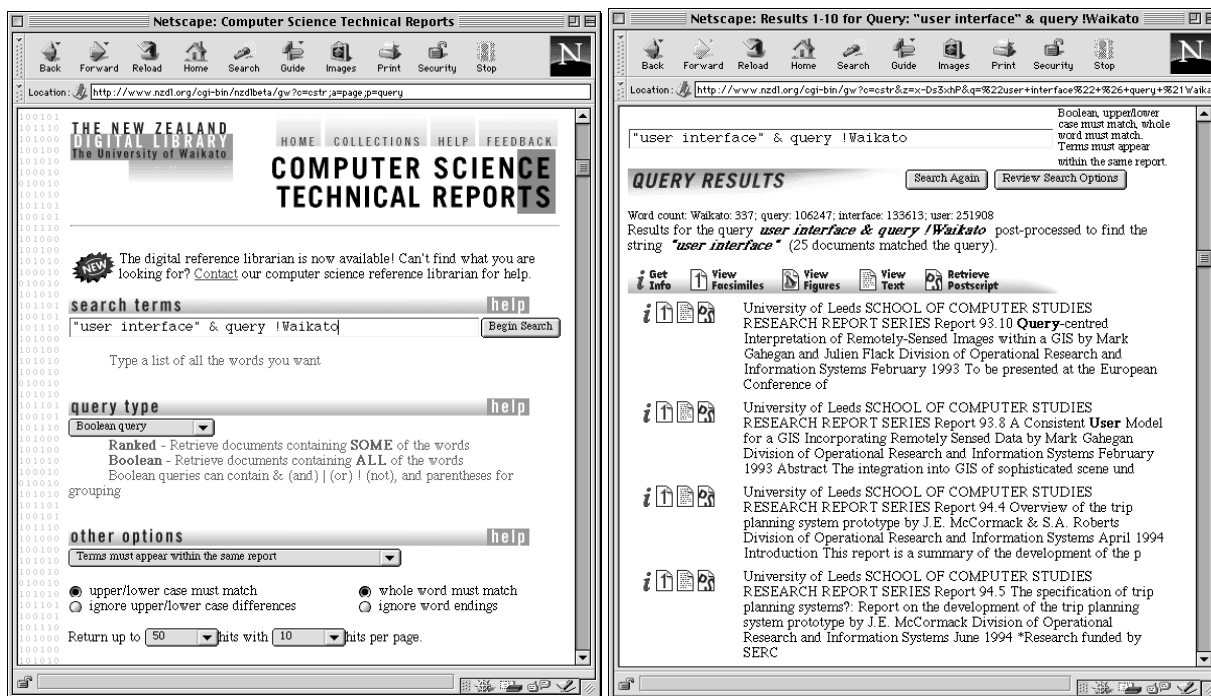 Netscape: Computer Science Technical Reports
Back Forward Reload Home Search Guide Images Print Security Stop
N
Location: http://www.nzdl.org/cgi-bin/nzdlbeta/gw?c=cstr;a=page;p=query
THE NEW ZEALAND
DIGITAL LIBRARY
The University of Waikato
HOME COLLECTIONS HELP FEEDBACK
COMPUTER SCIENCE
TECHNICAL REPORTS
NEW
The digital reference librarian is now available! Can't find what you are
looking for? Contact our computer science reference librarian for help.
search terms help
"user interface" & query !Waikato Begin Search
Type a list of all the words you want
query type help
Boolean query
Ranked - Retrieve documents containing SOME of the words
Boolean - Retrieve documents containing ALL of the words
Boolean queries can contain & (and) | (or) ! (not), and parentheses for
grouping
other options help
Terms must appear within the same report
upper/lower case must match whole word must match
ignore upper/lower case differences ignore word endings
Return up to 50 hits with 10 hits per page.
Netscape: Results 1-10 for Query: "user interface" & query !Waikato
Back Forward Reload Home Search Guide Images Print Security Stop
N
Location: http://www.nzdl.org/cgi-bin/gw?c=cstr&z=x-Ds3xhP&q=%22user+interface%22+%26+query+%21Waika
"user interface" & query !Waikato
Boolean, upper/lower
case must match, whole
word must match.
Terms must appear
within the same report.
QUERY RESULTS Search Again Review Search Options
Word count: Waikato: 337; query: 106247; interface: 133613; user: 251908
Results for the query user interface & query !Waikato post-processed to find the
string "user interface" (25 documents matched the query).
i Get Info View Facsimiles View Figures View Text Retrieve Postscript
University of Leeds SCHOOL OF COMPUTER STUDIES
RESEARCH REPORT SERIES Report 93.10 Query-centred
Interpretation of Remotely-Sensed Images within a GIS by Mark
Gahegan and Julien Flack Division of Operational Research and
Information Systems February 1993 To be presented at the European
Conference of
University of Leeds SCHOOL OF COMPUTER STUDIES
RESEARCH REPORT SERIES Report 93.8 A Consistent User Model
for a GIS Incorporating Remotely Sensed Data by Mark Gahegan
Division of Operational Research and Information Systems February
1993 Abstract The integration into GIS of sophisticated scene und
University of Leeds SCHOOL OF COMPUTER STUDIES
RESEARCH REPORT SERIES Report 94.4 Overview of the trip
planning system prototype by J.E. McCormack & S.A. Roberts
Division of Operational Research and Information Systems April 1994
Introduction This report is a summary of the development of the p
University of Leeds SCHOOL OF COMPUTER STUDIES
RESEARCH REPORT SERIES Report 94.5 The specification of trip
planning systems?: Report on the development of the trip planning
system prototype by J.E. McCormack Division of Operational
Research and Information Systems June 1994 *Research funded by
SERC